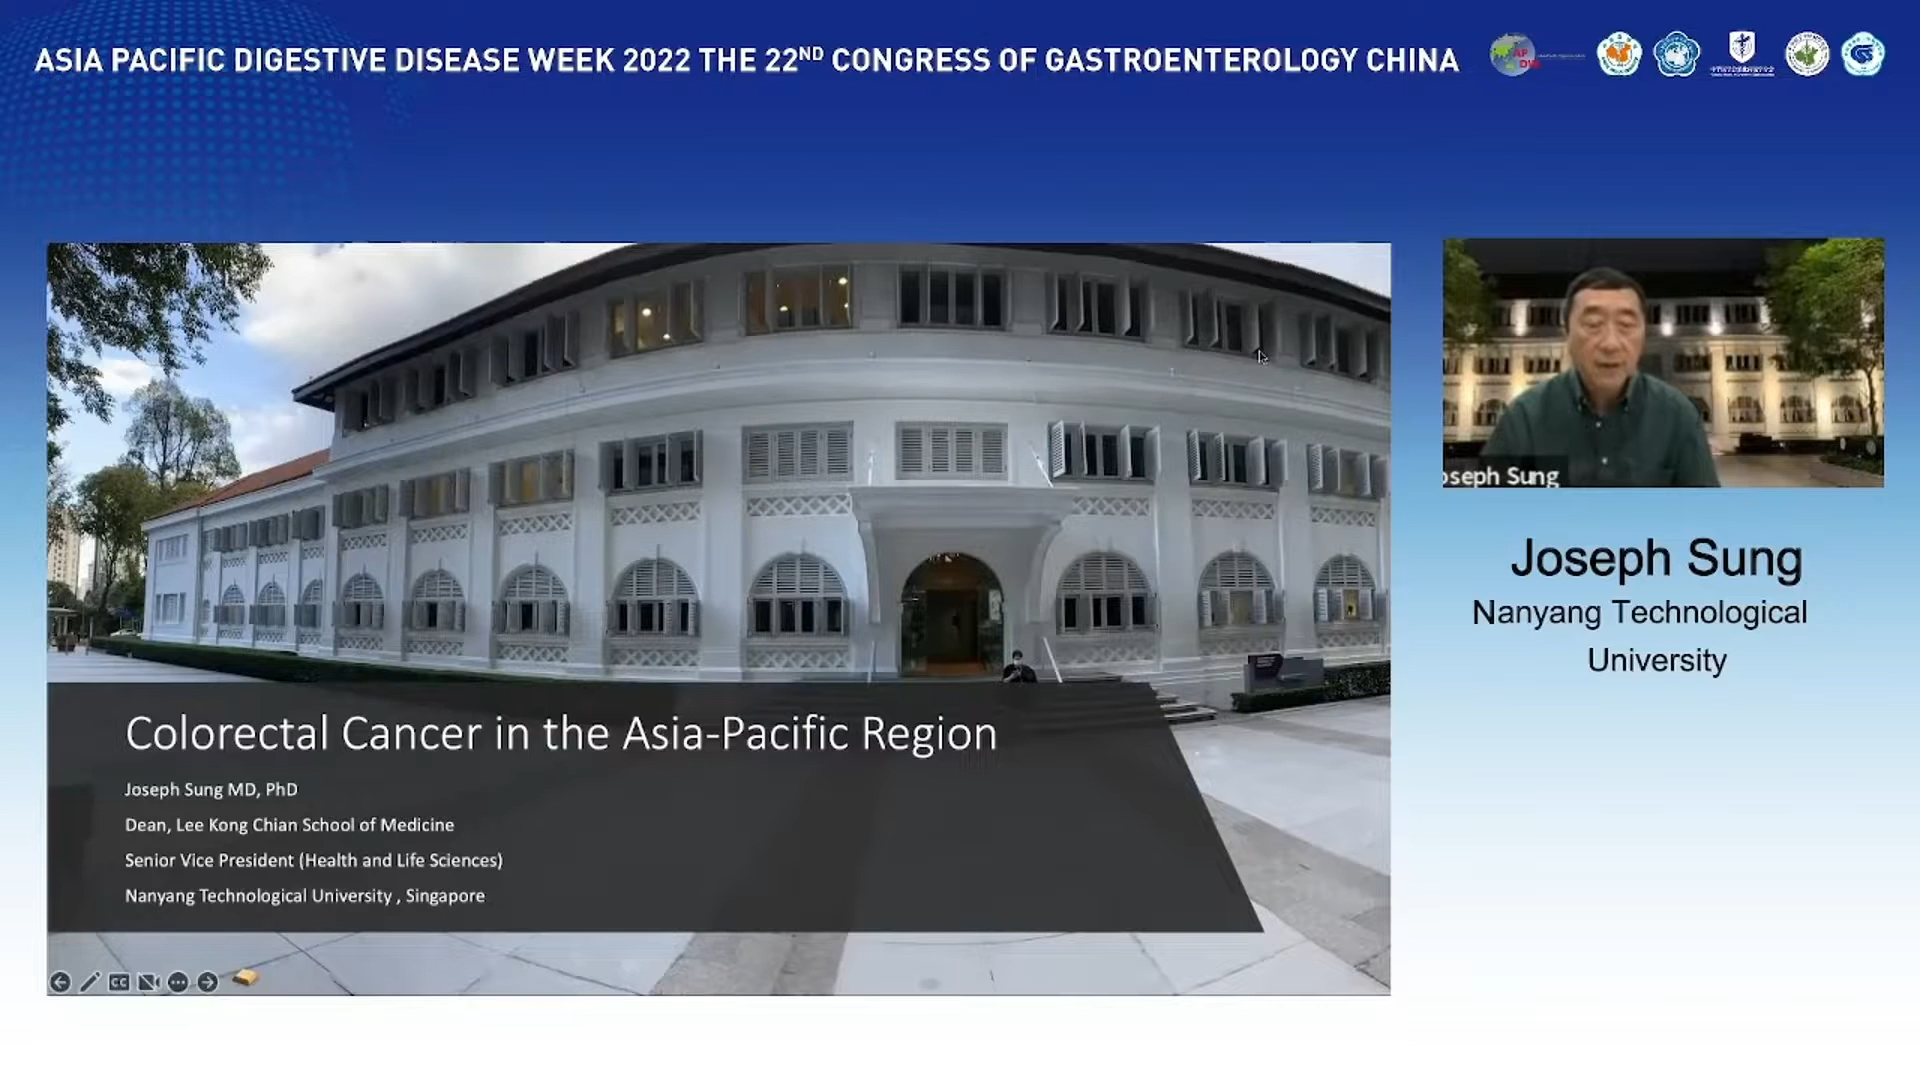 ASIA PACIFIC DIGESTIVE DISEASE WEEK 2022 THE 22ND CONGRESS OF GASTROENTEROLOGY CHINA
oseph Sung
Joseph Sung
Nanyang Technological
University
Colorectal Cancer in the Asia-Pacific Region
Joseph Sung MD, PhD
Dean, Lee Kong Chian School of Medicine
Senior Vice President (Health and Life Sciences)
Nanyang Technological University , Singapore
CC